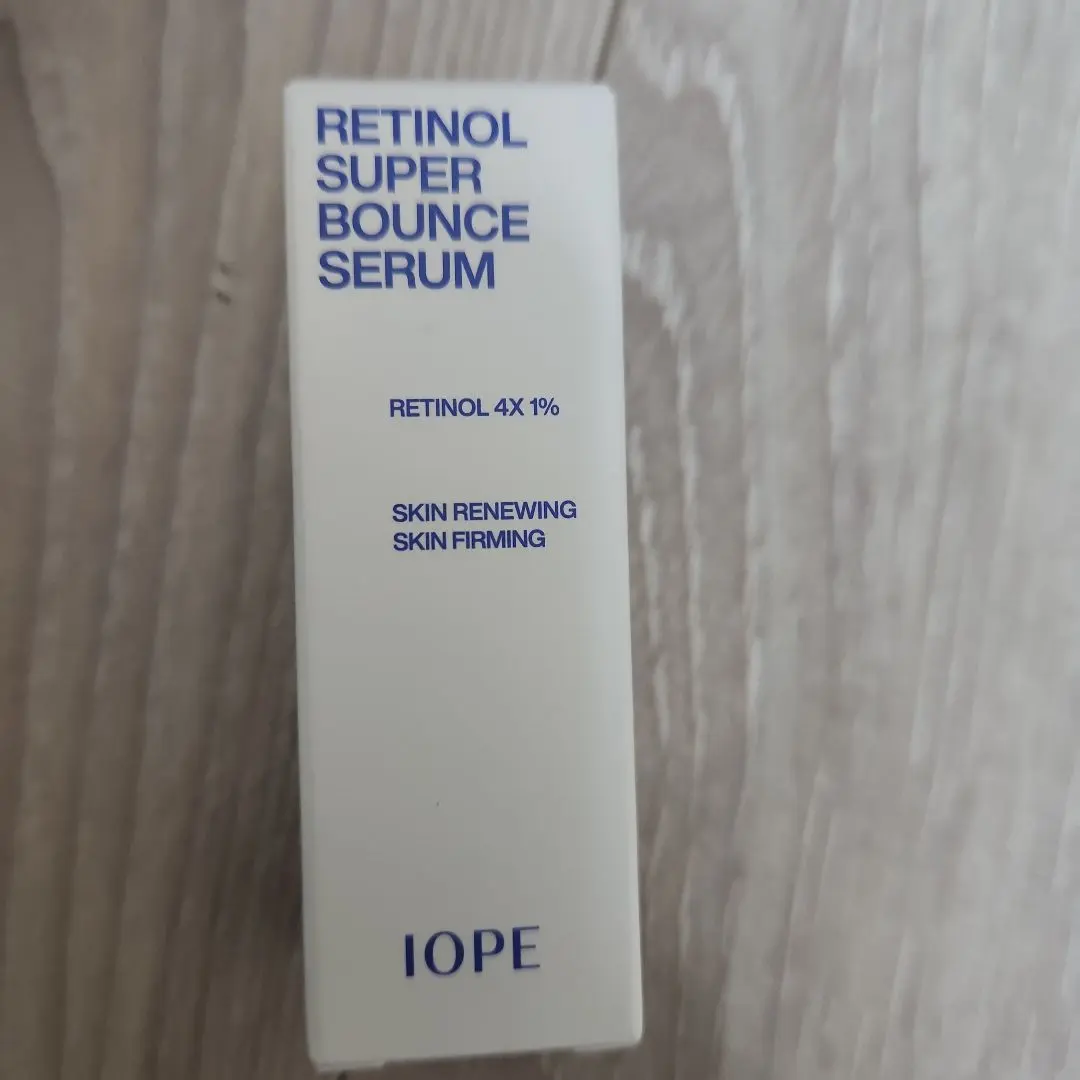 RETINOL
SUPER
BOUNCE
SERUM
RETINOL 4X 1%
SKIN RENEWING
SKIN FIRMING
IOPE